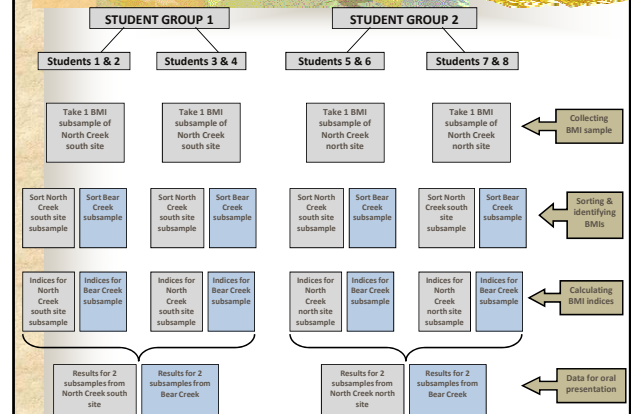 STUDENT GROUP 1
STUDENT GROUP 2
Students 1 & 2
Students 3 & 4
Students 5 & 6
Students 7 & 8
Take 1 BMI
subsample of
North Creek
south site
Take 1 BMI
subsample of
North Creek
south site
Take 1 BMI
subsample of
North Creek
north site
Take 1 BMI
subsample of
North Creek
north site
Collecting
BMI sample
Sort North
Creek
south site
subsample
Sort Bear
Creek
subsample
Sort North
Creek
south site
subsample
Sort Bear
Creek
subsample
Sort North
Creek
south site
subsample
Sort Bear
Creek
subsample
Sort North
Creek south
site
subsample
Sort Bear
Creek
subsample
Sorting &
identifying
BMIs
Indices for
North
Creek
south site
subsample
Indices for
Bear Creek
subsample
Indices for
North
Creek
south site
subsample
Indices for
Bear Creek
subsample
Indices for
North
Creek
north site
subsample
Indices for
Bear Creek
subsample
Indices for
North
Creek
north site
subsample
Indices for
Bear Creek
subsample
Calculating
BMI indices
Results for 2
subsamples from
North Creek south
site
Results for 2
subsamples from
Bear Creek
Results for 2
subsamples from
North Creek north
site
Results for 2
subsamples from
Bear Creek
Data for oral
presentation